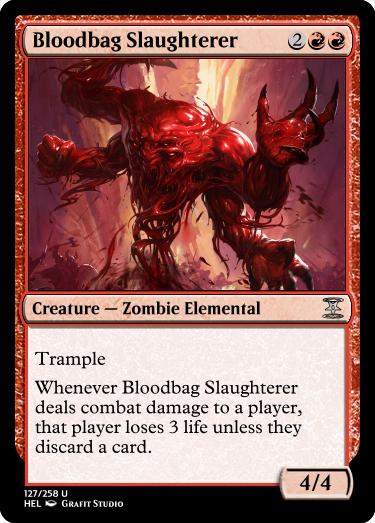 Bloodbag Slaughterer 2
Creature — Zombie Elemental
Trample
Whenever Bloodbag Slaughterer
deals combat damage to a player,
that player loses 3 life unless they
discard a card.
4/4
127/258 U
HEL Grafit Studio